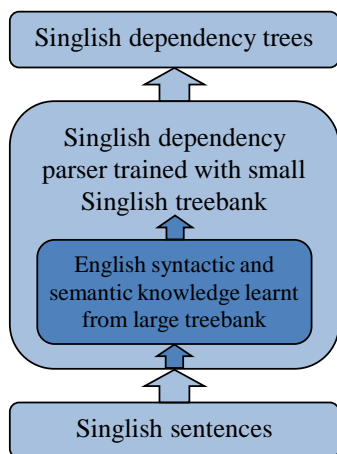 Singlish dependency trees
Singlish dependency
parser trained with small
Singlish treebank
English syntactic and
semantic knowledge learnt
from large treebank
Singlish sentences